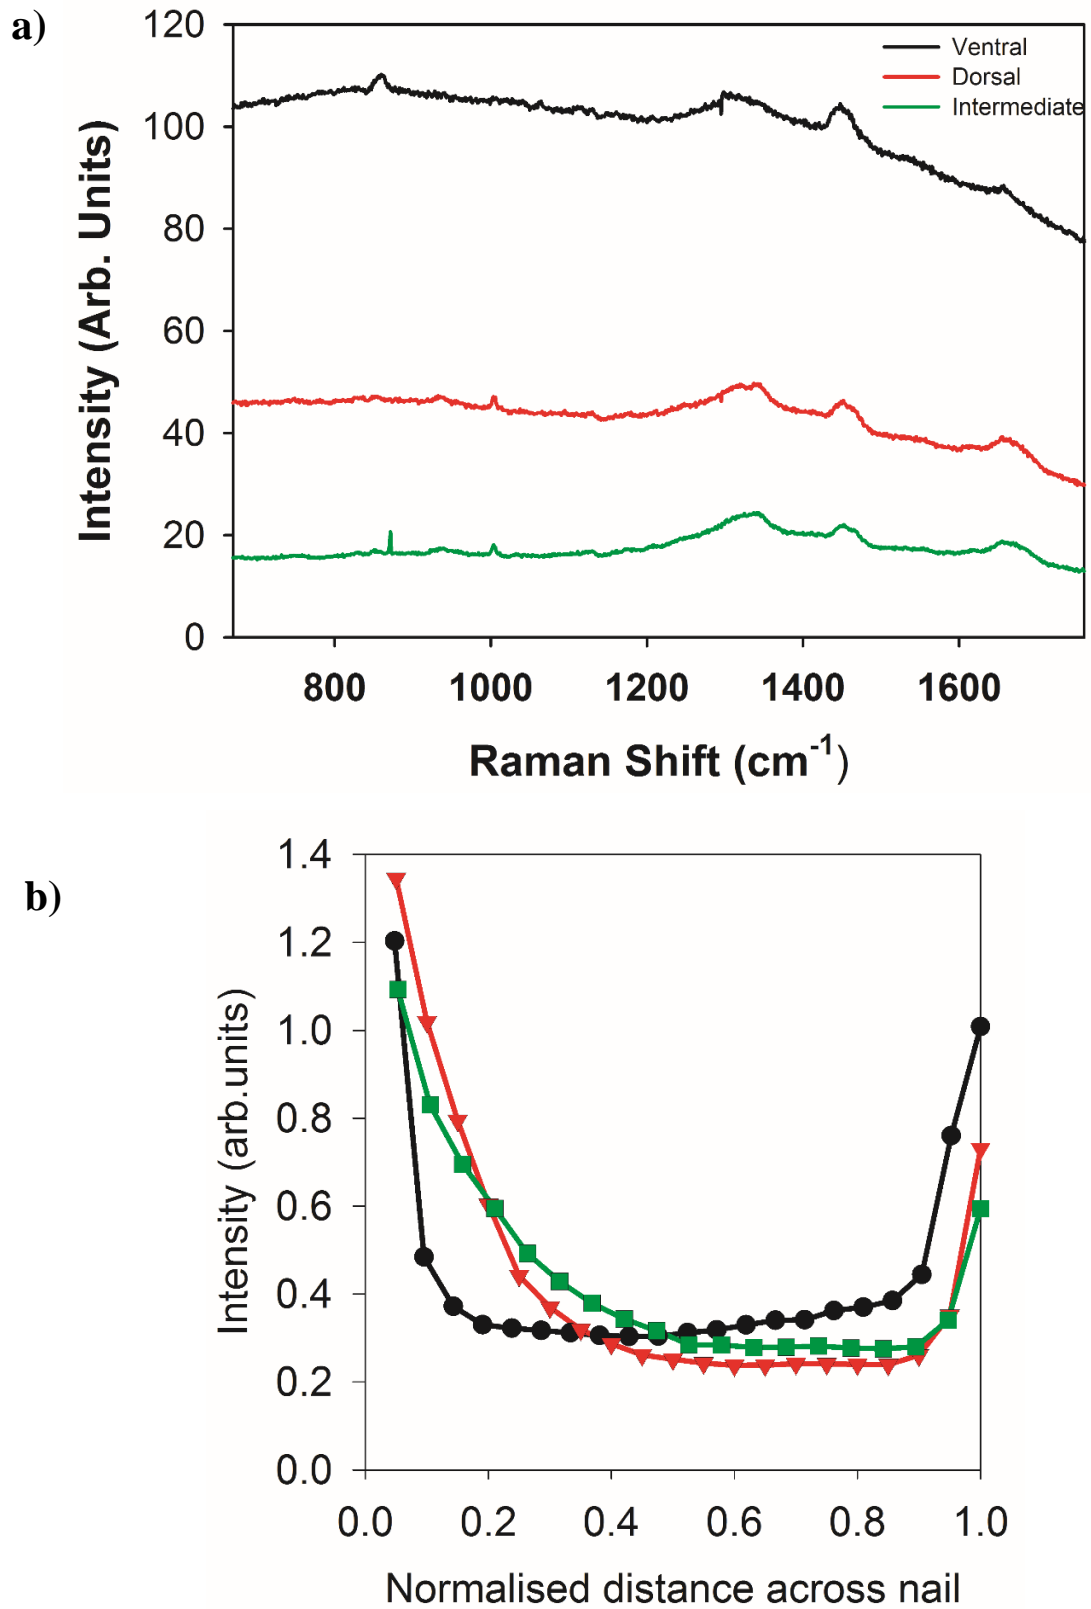 a)
120
100
80
60
40
20
0
Ventral
Dorsal
Intermediate
Intensity (Arb. Units)
800 1000 1200 1400 1600
Raman Shift (cm-1)
b)
1.4
1.2
1.0
0.8
0.6
0.4
0.2
0.0
Intensity (arb.units)
0.0 0.2 0.4 0.6 0.8 1.0
Normalised distance across nail